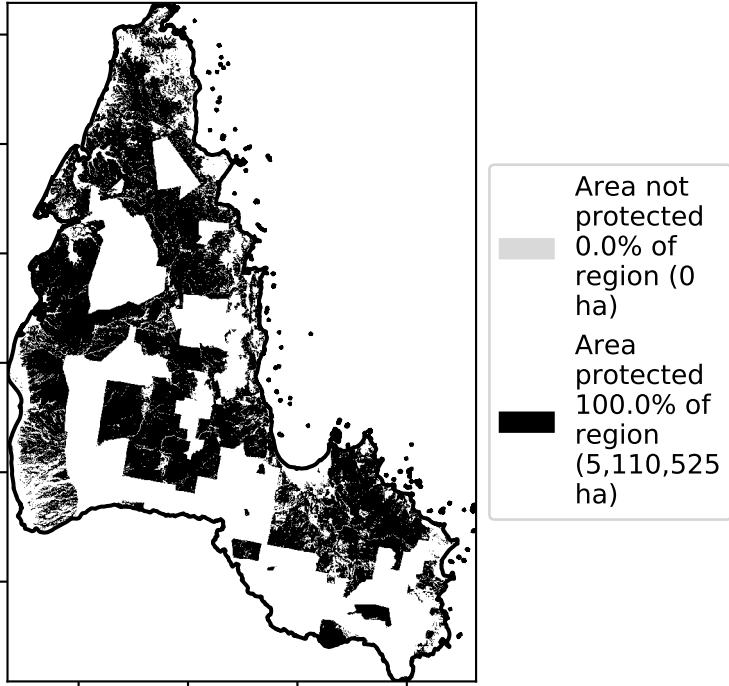 Area not
protected
0.0% of
region (0
ha)
Area
protected
100.0% of
region
(5,110,525
ha)